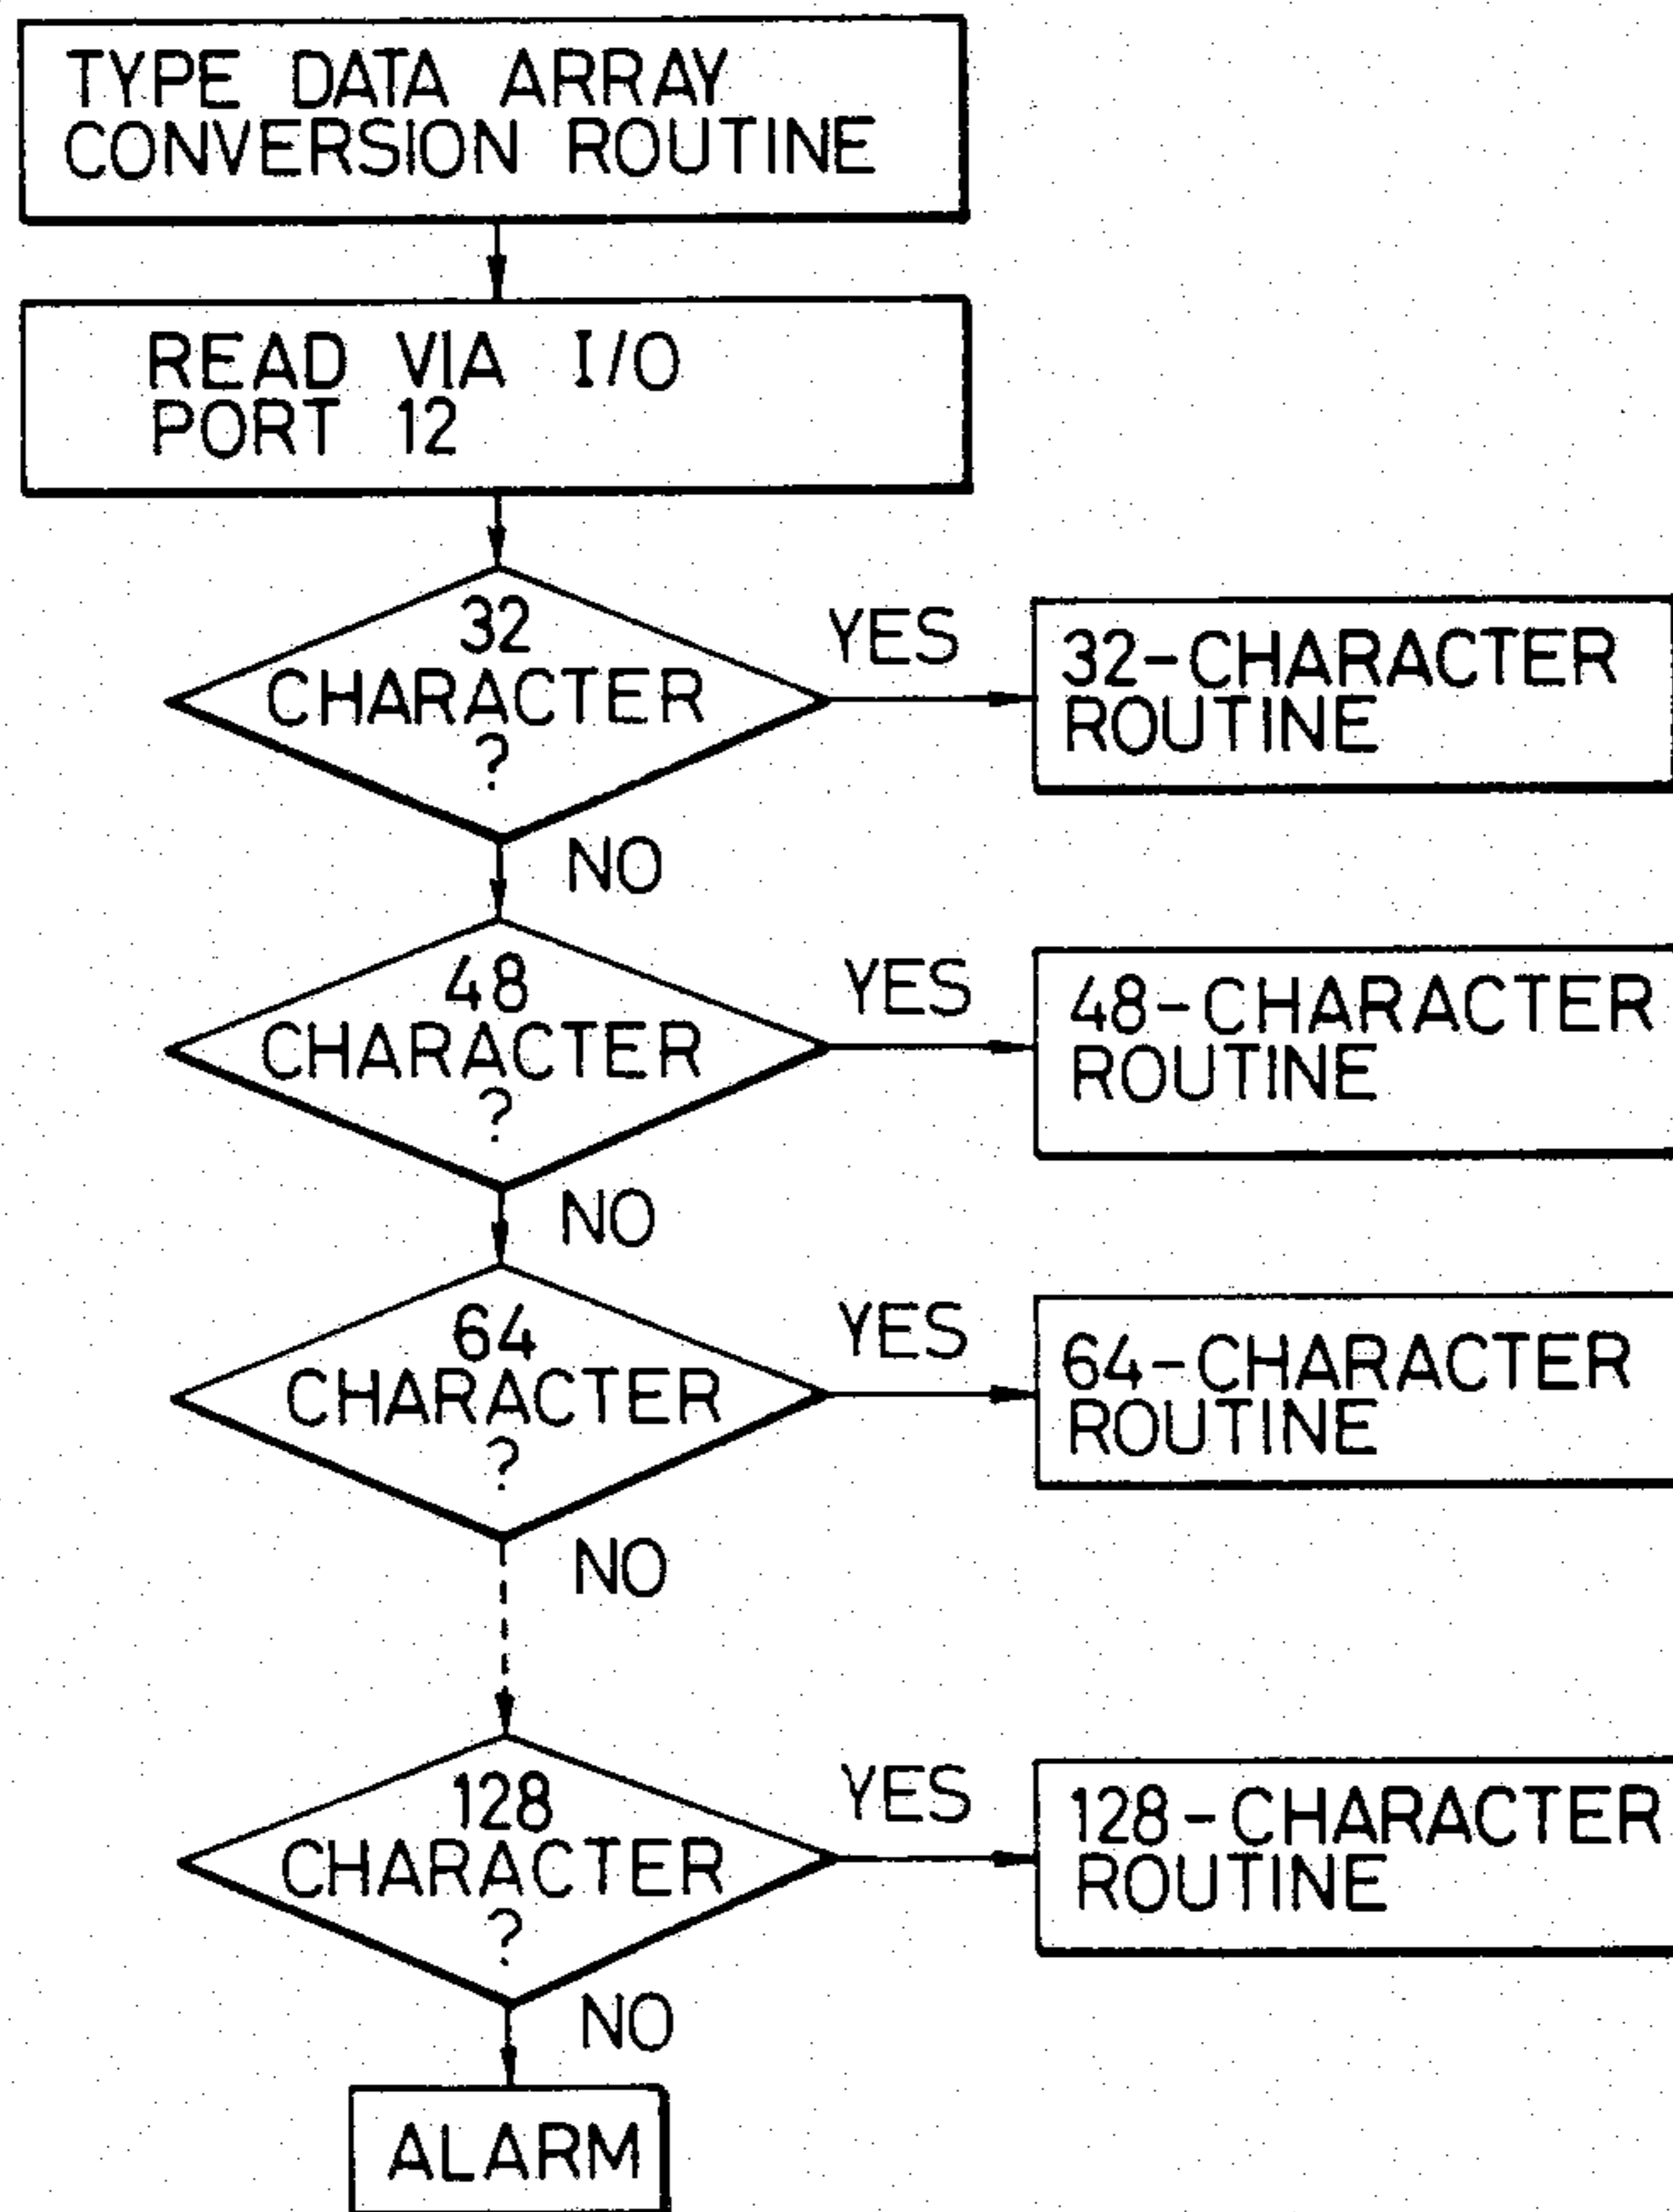 TYPE DATA ARRAY
CONVERSION ROUTINE
READ VIA I/O
PORT 12
32
CHARACTER
?
YES
32-CHARACTER
ROUTINE
NO
48
CHARACTER
?
YES
48-CHARACTER
ROUTINE
NO
64
CHARACTER
?
YES
64-CHARACTER
ROUTINE
NO
128
CHARACTER
?
YES
128-CHARACTER
ROUTINE
NO
ALARM